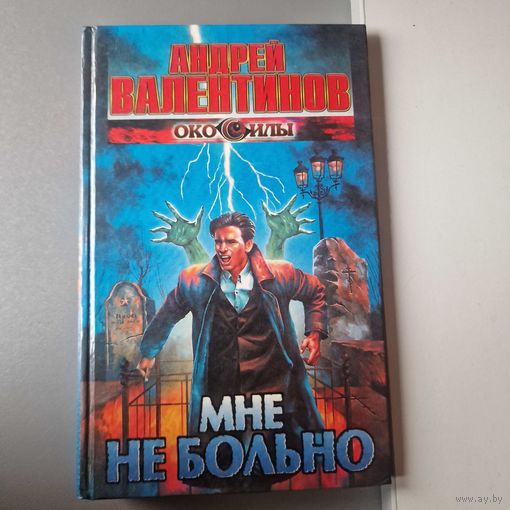 АНДРЕЙ
ВАЛЕНТИНОВ
ОКО СИЛЫ
МНЕ
НЕ БОЛЬНО
www.ay.by